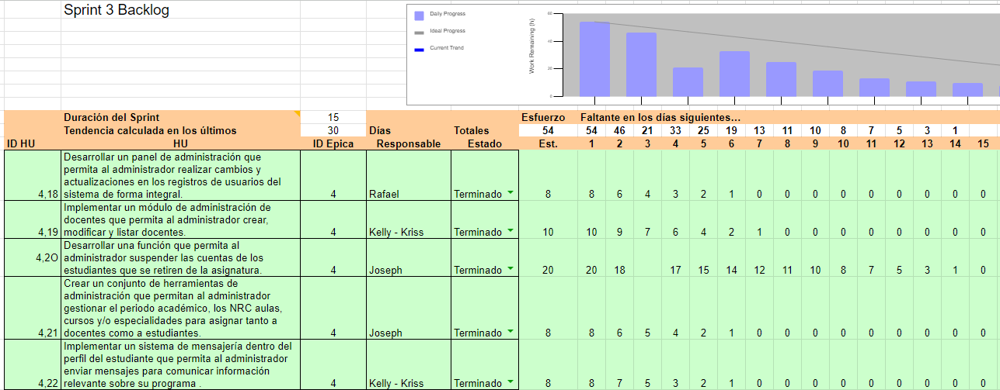 Sprint 3 Backlog
Daily Progress
Ideal Progress
Current Trend
Work Remaining (h)
60
40
20
0
Duración del Sprint 15 Esfuerzo Faltante en los días siguientes...
Tendencia calculada en los últimos 30 Días Totales 54 54 46 21 33 25 19 13 11 10 8 7 5 3 1
ID HU HU ID Epica Responsable Estado Est. 1 2 3 4 5 6 7 8 9 10 11 12 13 14 15
Desarrollar un panel de administración que
permita al administrador realizar cambios y
actualizaciones en los registros de usuarios del
4,18 sistema de forma integral. 4 Rafael Terminado 8 8 6 4 3 2 1 0 0 0 0 0 0 0 0 0
Implementar un módulo de administración de
docentes que permita al administrador crear,
4,19 modificar y listar docentes. 4 Kelly - Kriss Terminado 10 10 9 7 6 4 2 1 0 0 0 0 0 0 0 0
Desarrollar una función que permita al
4,2O administrador suspender las cuentas de los
estudiantes que se retiren de la asignatura. 4 Joseph Terminado 20 20 18 17 15 14 12 11 10 8 7 5 3 1 0
Crear un conjunto de herramientas de
administración que permitan al administrador
gestionar el periodo académico, los NRC aulas,
cursos y/o especialidades para asignar tanto a
4,21 docentes como a estudiantes. 4 Joseph Terminado 8 8 6 5 4 2 1 0 0 0 0 0 0 0 0 0
Implementar un sistema de mensajería dentro del
perfil del estudiante que permita al administrador
enviar mensajes para comunicar información
4,22 relevante sobre su programa . 4 Kelly - Kriss Terminado 8 8 7 5 3 2 1 0 0 0 0 0 0 0 0 0